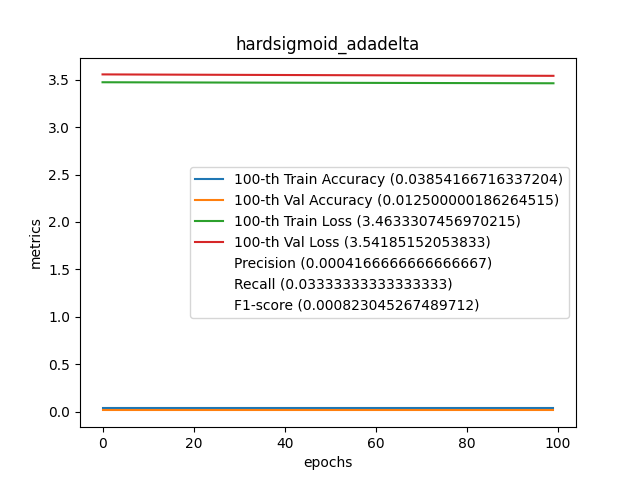 hardsigmoid_adadelta
metrics
3.5
3.0
2.5
2.0
1.5
1.0
0.5
0.0
100-th Train Accuracy (0.03854166716337204)
100-th Val Accuracy (0.012500000186264515)
100-th Train Loss (3.4633307456970215)
100-th Val Loss (3.54185152053833)
Precision (0.0004166666666666667)
Recall (0.03333333333333333)
F1-score (0.000823045267489712)
0 20 40 60 80 100
epochs